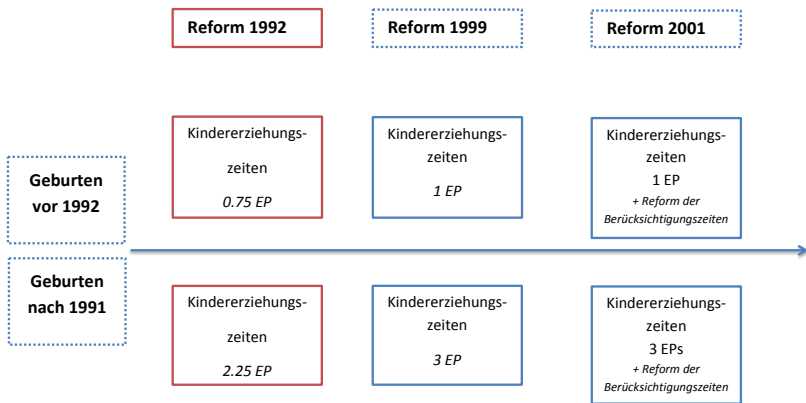 Reform 1992
Reform 1999
Reform 2001
Geburten
vor 1992
Kindererziehungs-
zeiten
0.75 EP
Kindererziehungs-
zeiten
1 EP
Kindererziehungs-
zeiten
1 EP
+ Reform der
Berücksichtigungszeiten
Geburten
nach 1991
Kindererziehungs-
zeiten
2.25 EP
Kindererziehungs-
zeiten
3 EP
Kindererziehungs-
zeiten
3 EPs
+ Reform der
Berücksichtigungszeiten